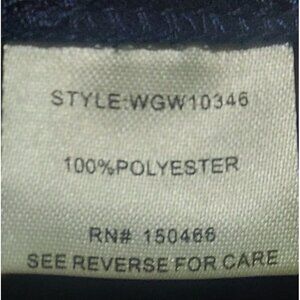 STYLE:WGW10346
100%POLYESTER
RN# 150466
SEE REVERSE FOR CARE